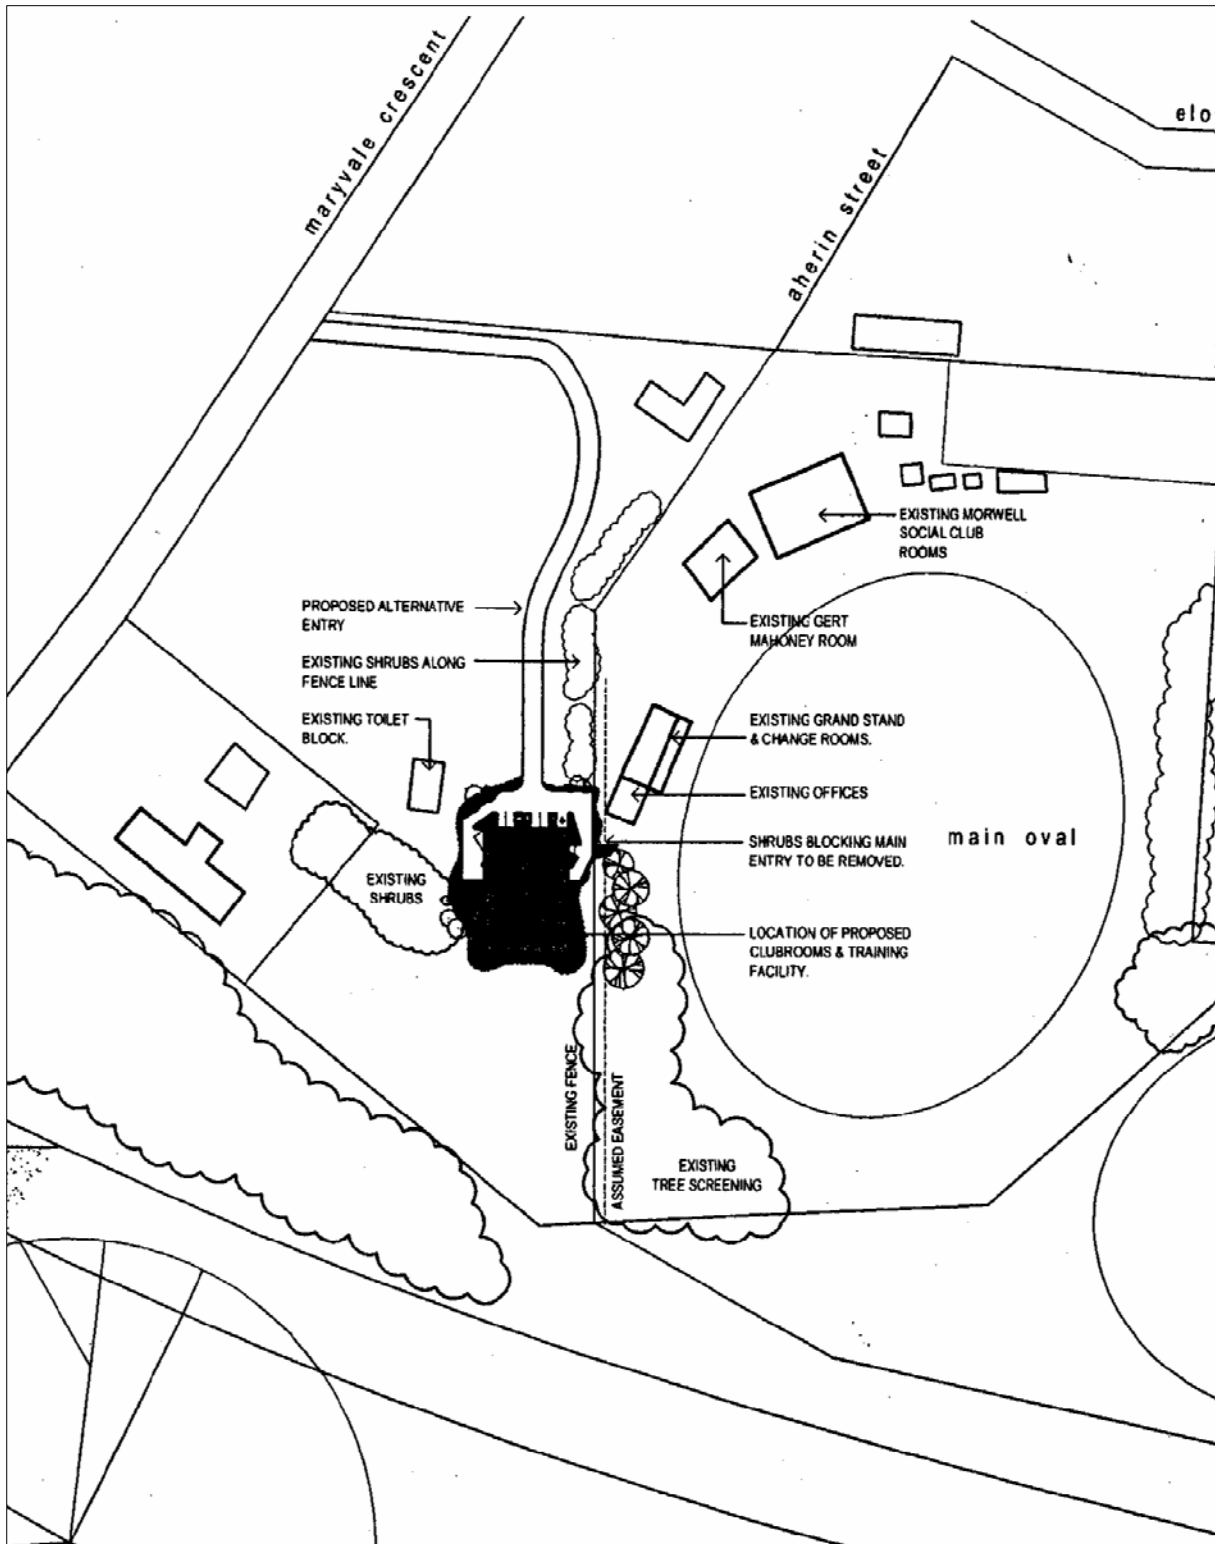 maryvale crescent
elo
aherin street
EXISTING MORWELL
SOCIAL CLUB
ROOMS
PROPOSED ALTERNATIVE
ENTRY
EXISTING GERT
MAHONEY ROOM
EXISTING SHRUBS ALONG
FENCE LINE
EXISTING TOILET
BLOCK.
EXISTING GRAND STAND
& CHANGE ROOMS.
EXISTING OFFICES
main oval
SHRUBS BLOCKING MAIN
ENTRY TO BE REMOVED.
EXISTING
SHRUBS
LOCATION OF PROPOSED
CLUBROOMS & TRAINING
FACILITY.
EXISTING FENCE
ASSUMED EASEMENT
EXISTING
TREE SCREENING